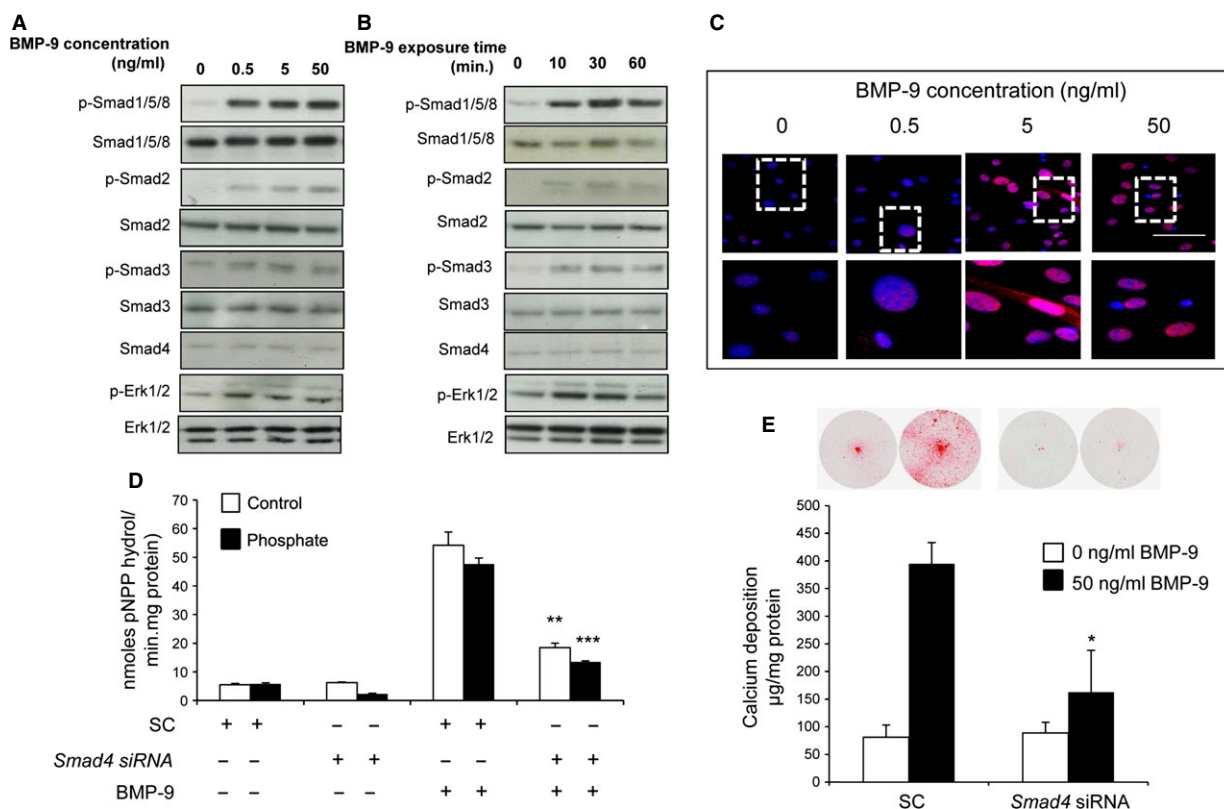 A
BMP-9 concentration
(ng/ml)
0 0.5 5 50
p-Smad1/5/8
Smad1/5/8
p-Smad2
Smad2
p-Smad3
Smad3
Smad4
p-Erk1/2
Erk1/2
B
BMP-9 exposure time
(min.)
0 10 30 60
p-Smad1/5/8
Smad1/5/8
p-Smad2
Smad2
p-Smad3
Smad3
Smad4
p-Erk1/2
Erk1/2
C
BMP-9 concentration (ng/ml)
0 0.5 5 50
D
nmoles pNPP hydrol/
min.mg protein)
70
60
50
40
30
20
10
0
Control
Phosphate
** ***
SC + + – – + + – –
Smad4 siRNA – – + + – – + +
BMP-9 – – – – + + + +
E
Calcium deposition
µg/mg protein
450
400
350
300
250
200
150
100
50
0
0 ng/ml BMP-9
50 ng/ml BMP-9
*
SC Smad4 siRNA